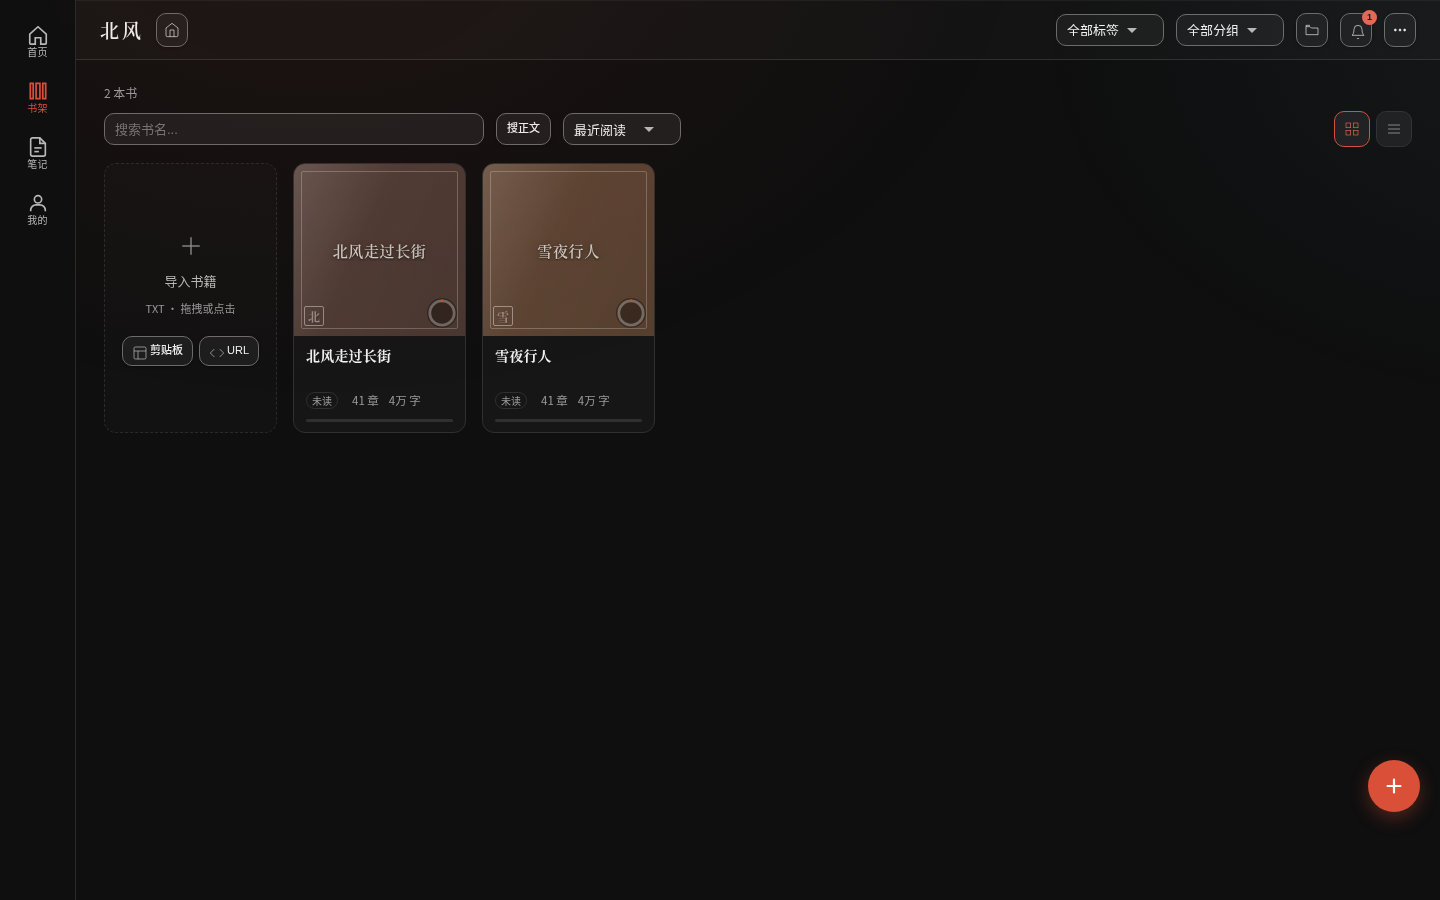 首页
书架
笔记
我的
北风
全部标签
全部分组
1
2 本书
搜索书名...
搜正文
最近阅读
导入书籍
TXT · 拖拽或点击
剪贴板
URL
北风走过长街
北
北风走过长街
未读 41 章 4万 字
雪夜行人
雪
雪夜行人
未读 41 章 4万 字